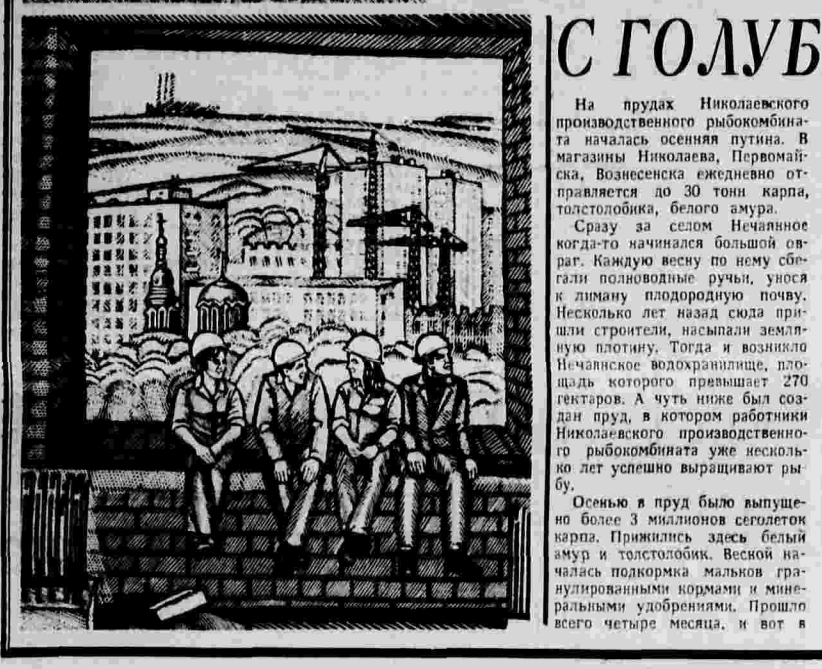 С ГОЛУБ
На прудах Николаевского
производственного рыбокомбина-
та началась осенняя путина. В
магазины Николаева, Первомай-
ска, Вознесенска ежедневно от-
правляется до 30 тонн карпа,
толстолобика, белого амура.
Сразу за селом Нечаянное
когда-то начинался большой ов-
раг. Каждую весну по нему сбе-
гали полноводные ручьи, унося
к лиману плодородную почву.
Несколько лет назад сюда при-
шли строители, насыпали земля-
ную плотину. Тогда и возникло
Нечаянское водохранилище, пло-
щадь которого превышает 270
гектаров. А чуть ниже был соз-
дан пруд, в котором работники
Николаевского производственно-
го рыбокомбината уже несколь-
ко лет успешно выращивают ры-
бу.
Осенью в пруд было выпуще-
но более 3 миллионов сеголеток
карпа. Прижились здесь белый
амур и толстолобик. Весной на-
чалась подкормка мальков гра-
нулированными кормами и мине-
ральными удобрениями. Прошло
всего четыре месяца, и вот в